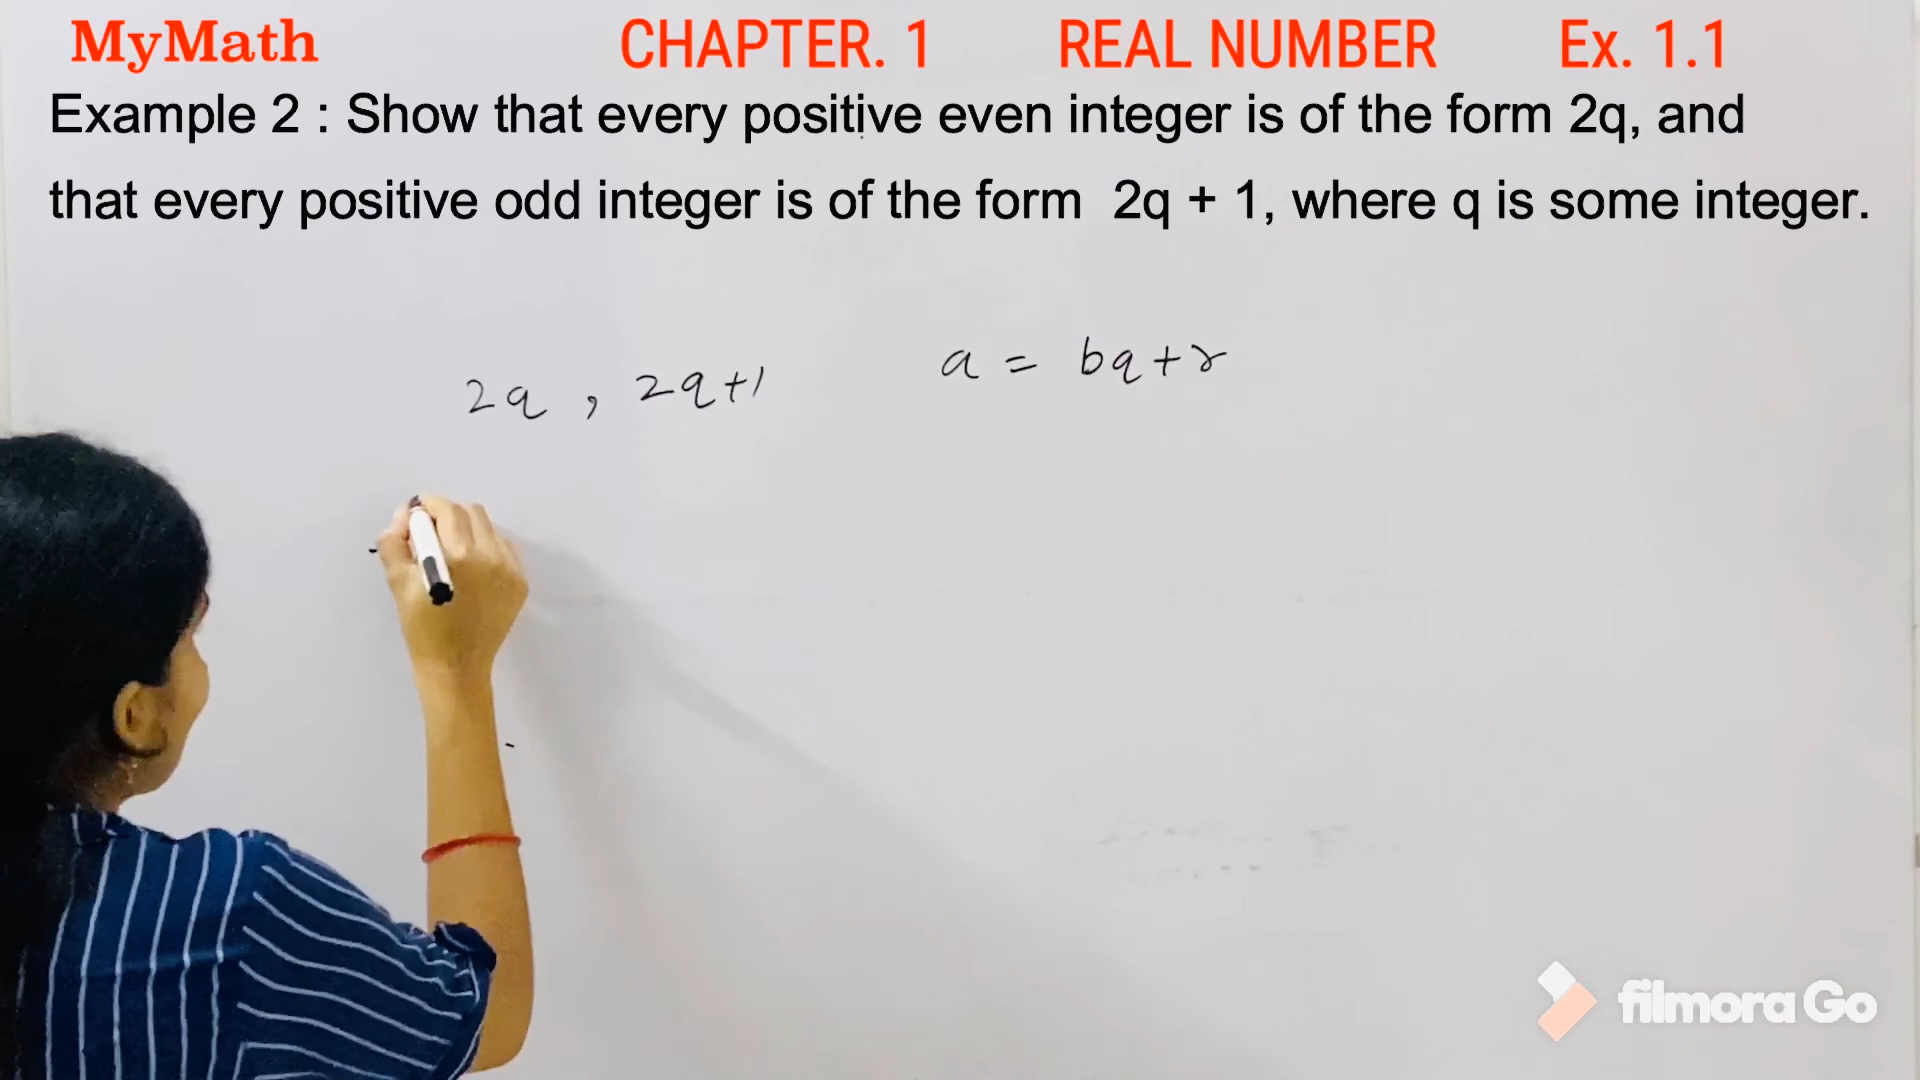 MyMath CHAPTER. 1 REAL NUMBER Ex. 1.1
Example 2 : Show that every positive even integer is of the form 2q, and
that every positive odd integer is of the form 2q + 1, where q is some integer.
2q , 2q+1 a = bq+r
filmora Go